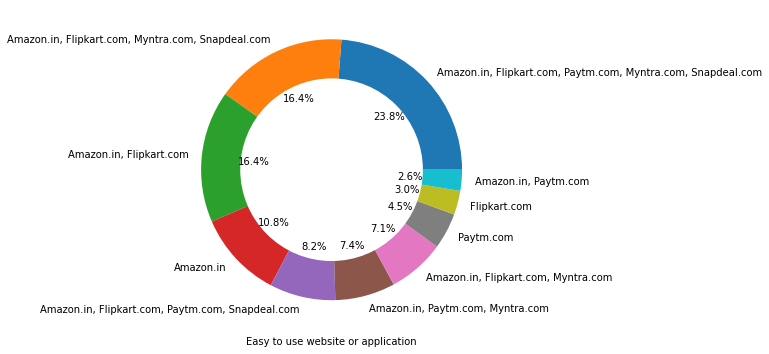 Amazon.in, Flipkart.com, Myntra.com, Snapdeal.com
Amazon.in, Flipkart.com, Paytm.com, Myntra.com, Snapdeal.com
16.4%
23.8%
Amazon.in, Flipkart.com
16.4%
2.6%
Amazon.in, Paytm.com
3.0%
Flipkart.com
4.5%
10.8%
7.1%
Paytm.com
8.2%
7.4%
Amazon.in
Amazon.in, Flipkart.com, Myntra.com
Amazon.in, Flipkart.com, Paytm.com, Snapdeal.com
Amazon.in, Paytm.com, Myntra.com
Easy to use website or application